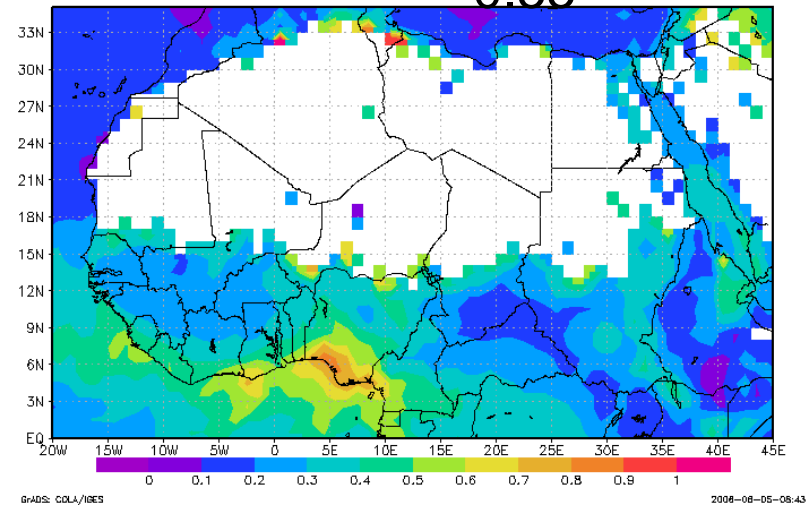 33N
30N
27N
24N
21N
18N
15N
12N
9N
6N
3N
EQ
20W 15W 10W 5W 0 5E 10E 15E 20E 25E 30E 35E 40E 45E
0 0.1 0.2 0.3 0.4 0.5 0.6 0.7 0.8 0.9 1
GrADS: COLA/IGES 2006-06-05-08:43